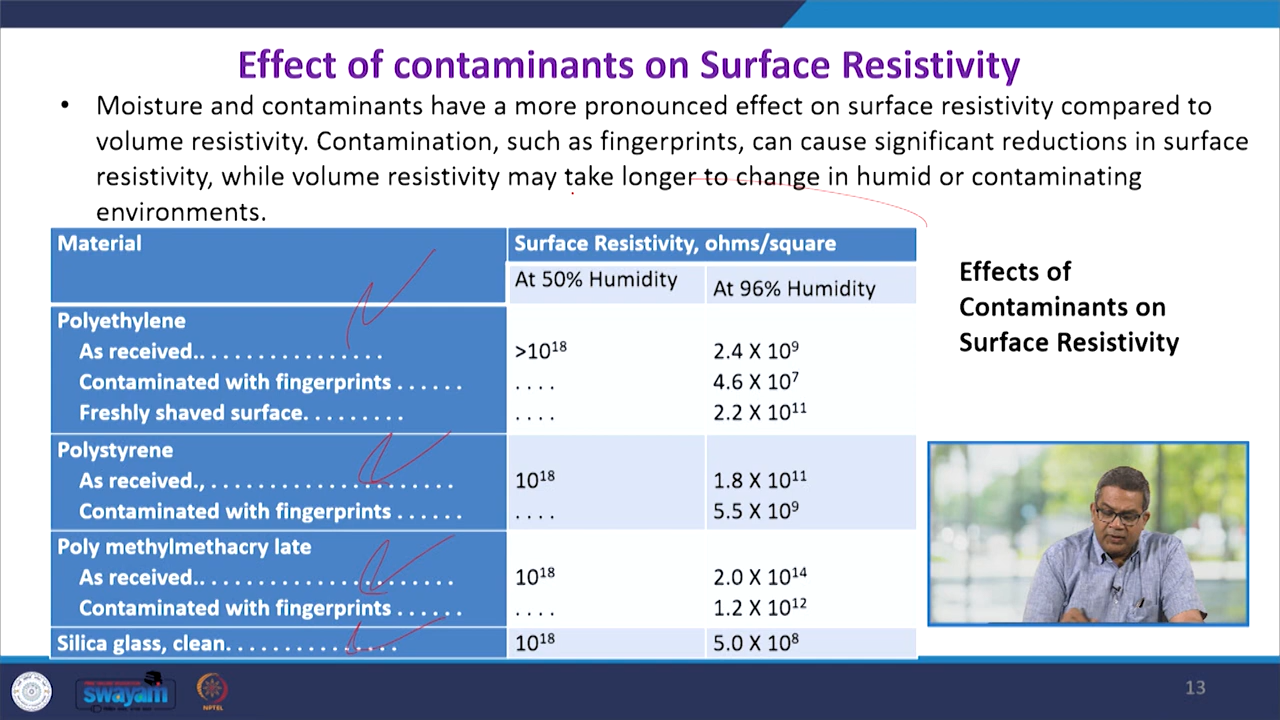 Effect of contaminants on Surface Resistivity
• Moisture and contaminants have a more pronounced effect on surface resistivity compared to
volume resistivity. Contamination, such as fingerprints, can cause significant reductions in surface
resistivity, while volume resistivity may take longer to change in humid or contaminating
environments.
Material Surface Resistivity, ohms/square
At 50% Humidity At 96% Humidity
Polyethylene
As received.. . . . . . . . . . . . . . . . >10¹⁸ 2.4 X 10⁹
Contaminated with fingerprints . . . . . . . . . . 4.6 X 10⁷
Freshly shaved surface. . . . . . . . . . . . . 2.2 X 10¹¹
Polystyrene
As received., . . . . . . . . . . . . . . . . . . . . . . 10¹⁸ 1.8 X 10¹¹
Contaminated with fingerprints . . . . . . . . . . 5.5 X 10⁹
Poly methylmethacry late
As received.. . . . . . . . . . . . . . . . . . . . . . . 10¹⁸ 2.0 X 10¹⁴
Contaminated with fingerprints . . . . . . . . . . 1.2 X 10¹²
Silica glass, clean. . . . . . . . . . . . . . . . 10¹⁸ 5.0 X 10⁸
Effects of
Contaminants on
Surface Resistivity
swayam
NPTEL
13